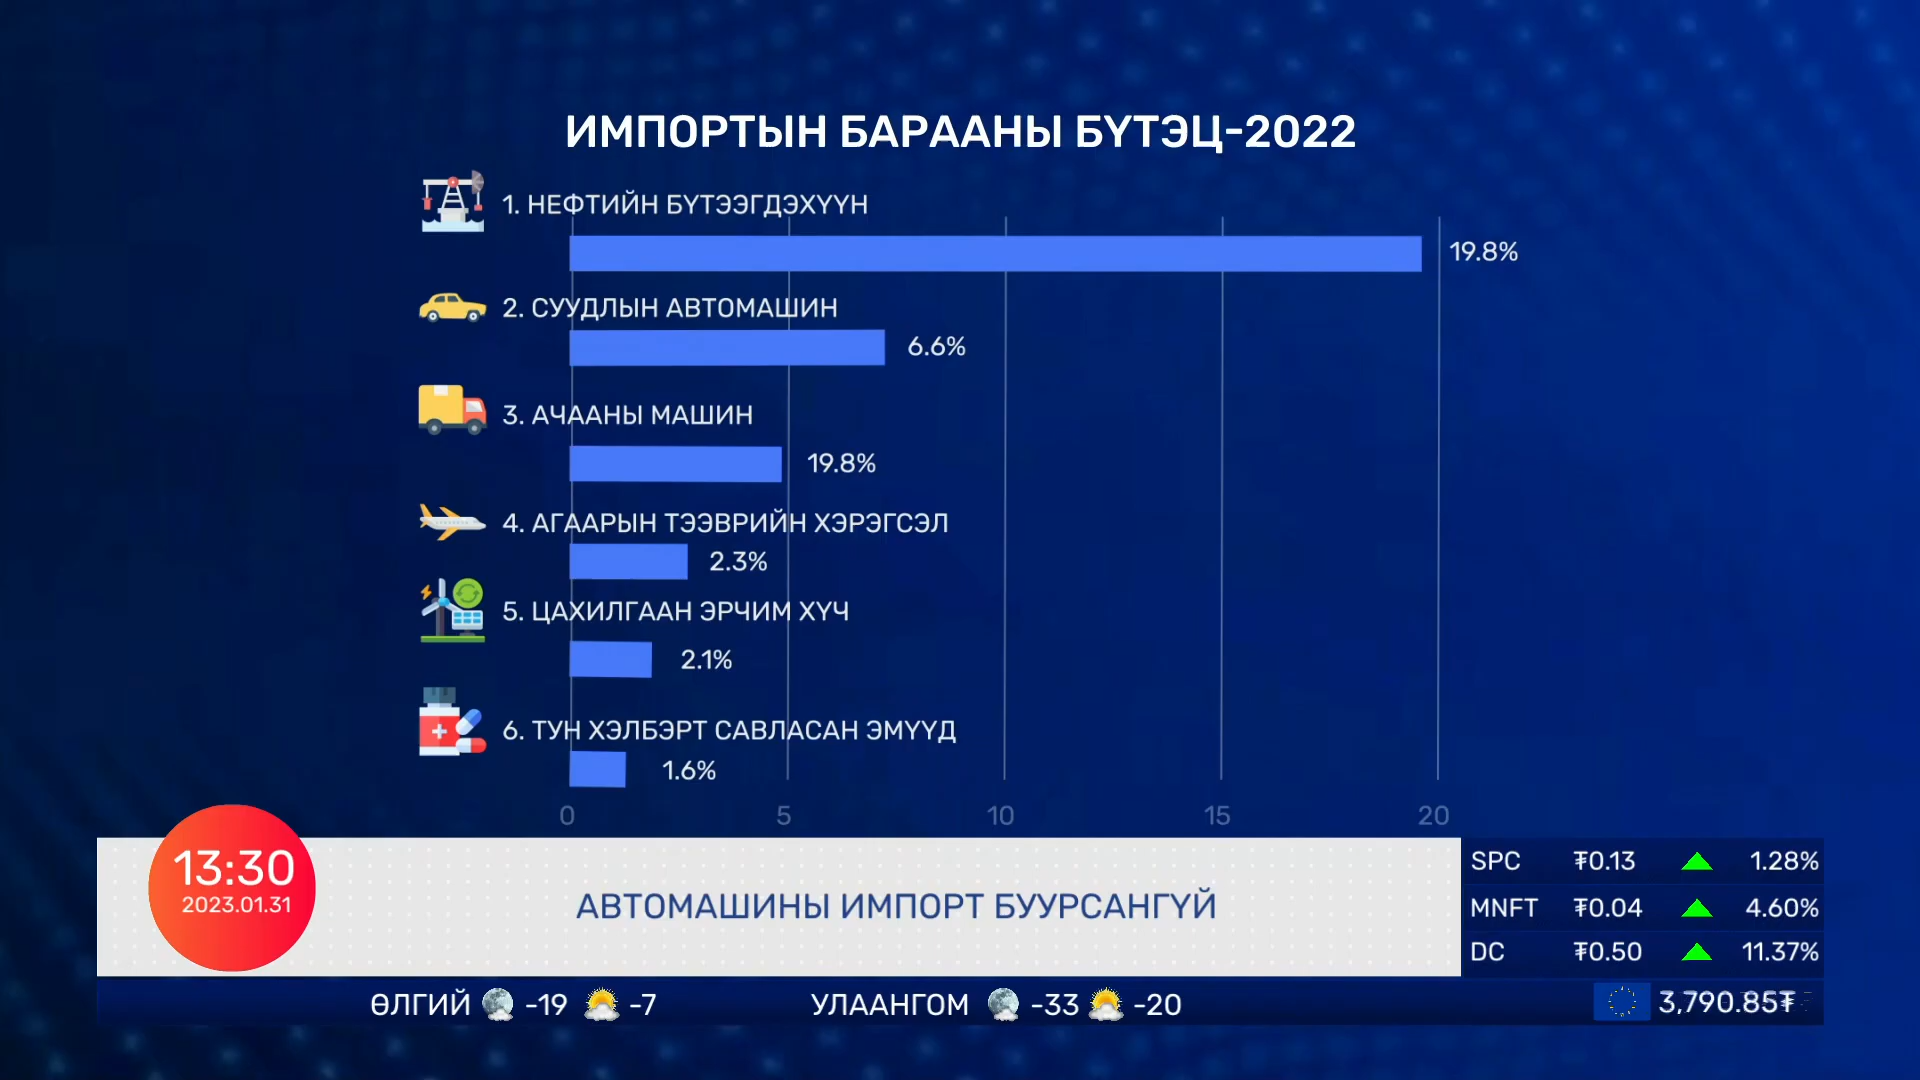 ИМПОРТЫН БАРААНЫ БҮТЭЦ-2022
1. НЕФТИЙН БҮТЭЭГДЭХҮҮН
19.8%
2. СУУДЛЫН АВТОМАШИН
6.6%
3. АЧААНЫ МАШИН
19.8%
4. АГААРЫН ТЭЭВРИЙН ХЭРЭГСЭЛ
2.3%
5. ЦАХИЛГААН ЭРЧИМ ХҮЧ
2.1%
6. ТУН ХЭЛБЭРТ САВЛАСАН ЭМҮҮД
1.6%
0 5 10 15 20
13:30
2023.01.31
АВТОМАШИНЫ ИМПОРТ БУУРСАНГҮЙ
SPC ₮0.13 1.28%
MNFT ₮0.04 4.60%
DC ₮0.50 11.37%
ӨЛГИЙ -19 -7 УЛААНГОМ -33 -20
3,790.85₮